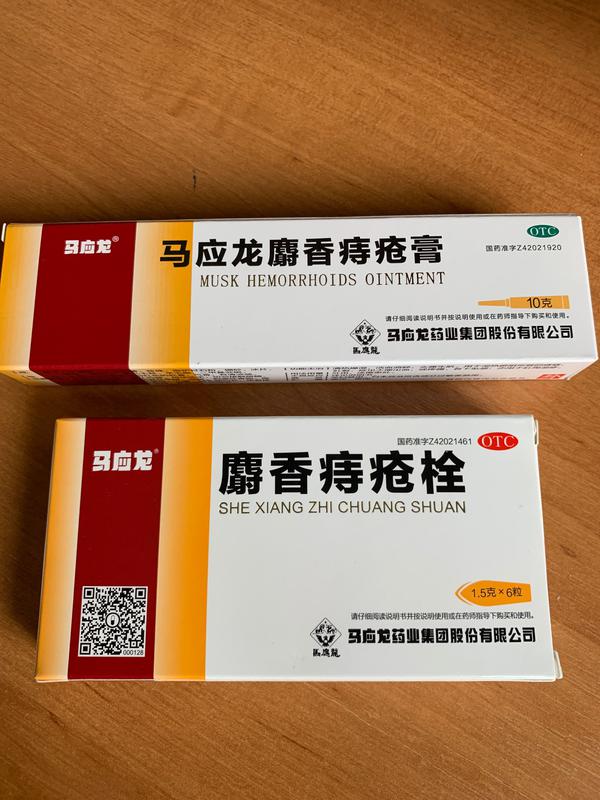 马应龙®
马应龙麝香痔疮膏
MUSK HEMORRHOIDS OINTMENT
OTC
国药准字Z42021920
10克
请仔细阅读说明书并按说明使用或在药师指导下购买和使用。
馬應龍
马应龙药业集团股份有限公司
马应龙®
国药准字Z42021461
OTC
麝香痔疮栓
SHE XIANG ZHI CHUANG SHUAN
1.5克×6粒
请仔细阅读说明书并按说明使用或在药师指导下购买和使用。
馬應龍
马应龙药业集团股份有限公司
000128